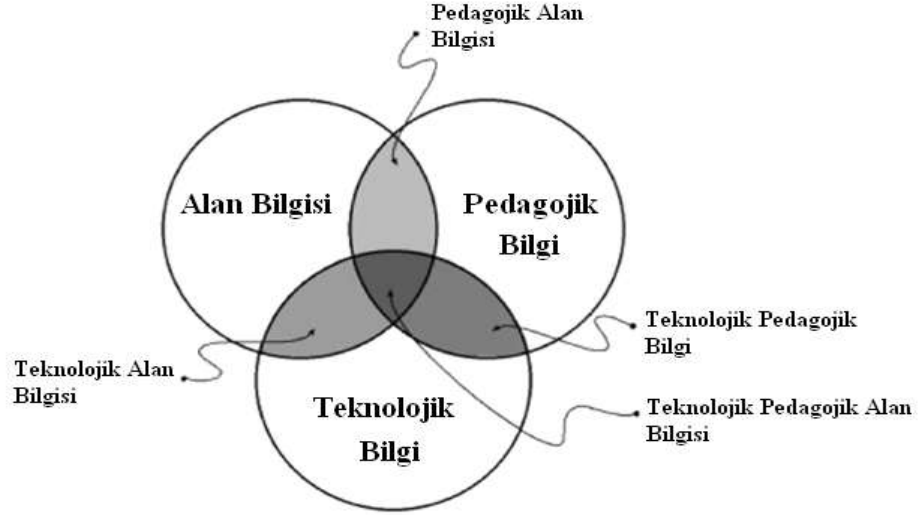 Pedagojik Alan
Bilgisi
Alan Bilgisi
Pedagojik
Bilgi
Teknolojik Pedagojik
Bilgi
Teknolojik Alan
Bilgisi
Teknolojik
Bilgi
Teknolojik Pedagojik Alan
Bilgisi